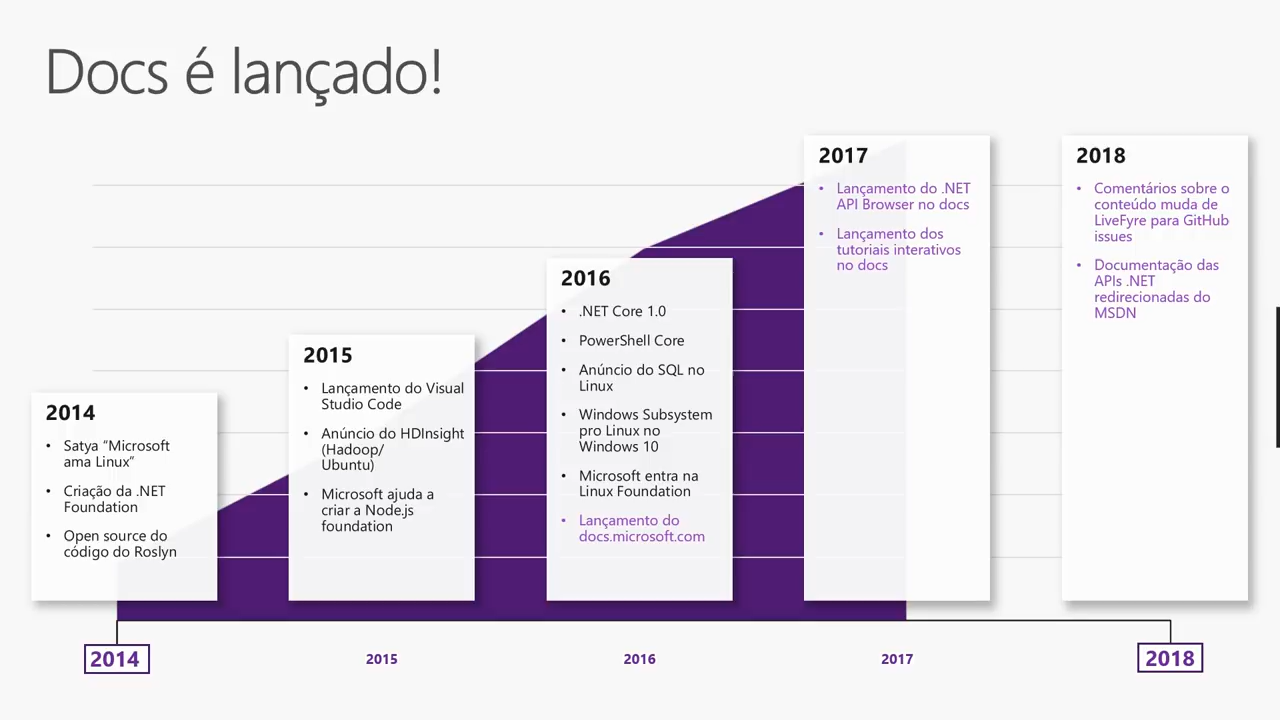 Docs é lançado!
2014
• Satya “Microsoft
ama Linux”
• Criação da .NET
Foundation
• Open source do
código do Roslyn
2015
• Lançamento do Visual
Studio Code
• Anúncio do HDInsight
(Hadoop/
Ubuntu)
• Microsoft ajuda a
criar a Node.js
foundation
2016
• .NET Core 1.0
• PowerShell Core
• Anúncio do SQL no
Linux
• Windows Subsystem
pro Linux no
Windows 10
• Microsoft entra na
Linux Foundation
• Lançamento do
docs.microsoft.com
2017
• Lançamento do .NET
API Browser no docs
• Lançamento dos
tutoriais interativos
no docs
2018
• Comentários sobre o
conteúdo muda de
LiveFyre para GitHub
issues
• Documentação das
APIs .NET
redirecionadas do
MSDN
2014
2015
2016
2017
2018